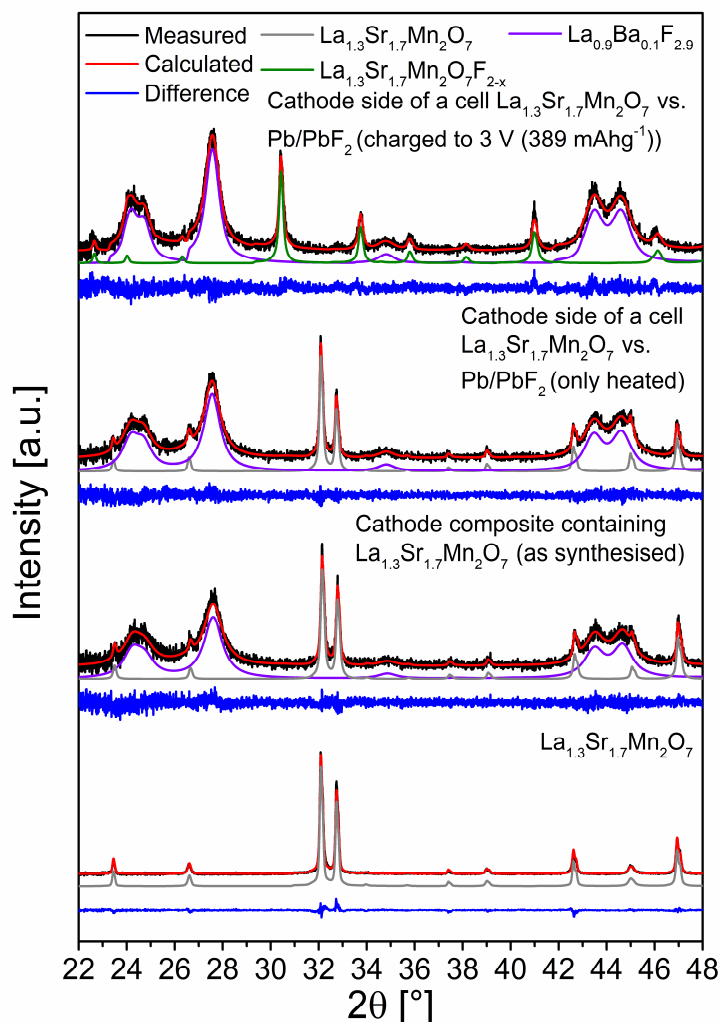 Measured
La1.3Sr1.7Mn2O7
La0.9Ba0.1F2.9
Calculated
La1.3Sr1.7Mn2O7F2-x
Difference
Cathode side of a cell La1.3Sr1.7Mn2O7 vs.
Pb/PbF2 (charged to 3 V (389 mAhg-1))
Cathode side of a cell
La1.3Sr1.7Mn2O7 vs.
Pb/PbF2 (only heated)
Cathode composite containing
La1.3Sr1.7Mn2O7 (as synthesised)
La1.3Sr1.7Mn2O7
Intensity [a.u.]
22 24 26 28 30 32 34 36 38 40 42 44 46 48
2θ [°]